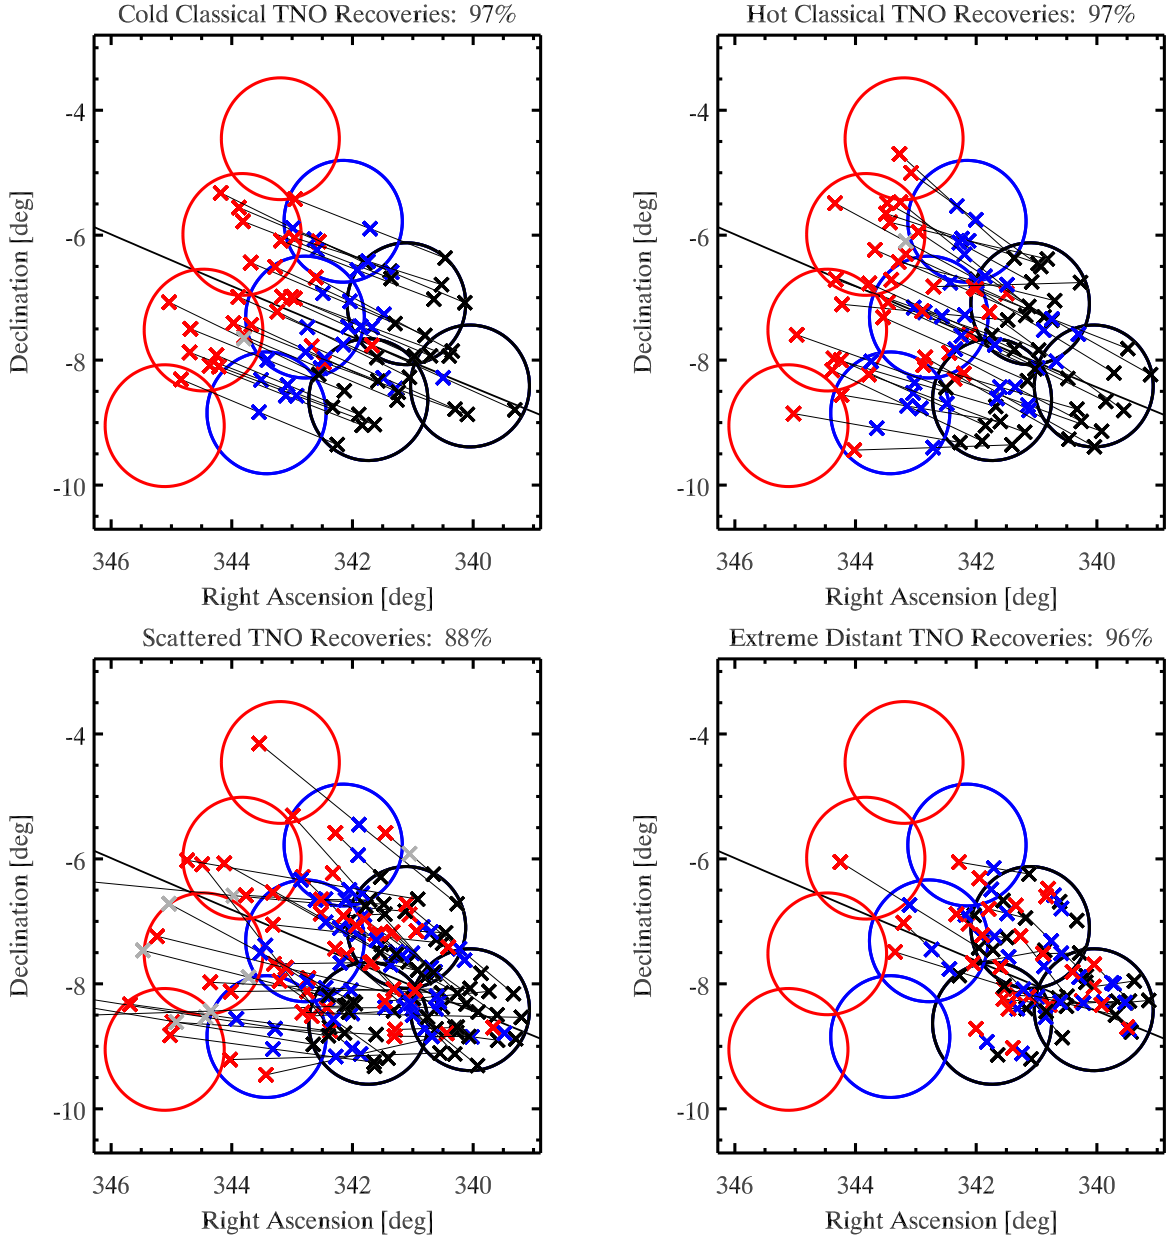 Cold Classical TNO Recoveries: 97%
-4
-6
-8
-10
Declination [deg]
346 344 342 340
Right Ascension [deg]
Hot Classical TNO Recoveries: 97%
-4
-6
-8
-10
Declination [deg]
346 344 342 340
Right Ascension [deg]
Scattered TNO Recoveries: 88%
-4
-6
-8
-10
Declination [deg]
346 344 342 340
Right Ascension [deg]
Extreme Distant TNO Recoveries: 96%
-4
-6
-8
-10
Declination [deg]
346 344 342 340
Right Ascension [deg]